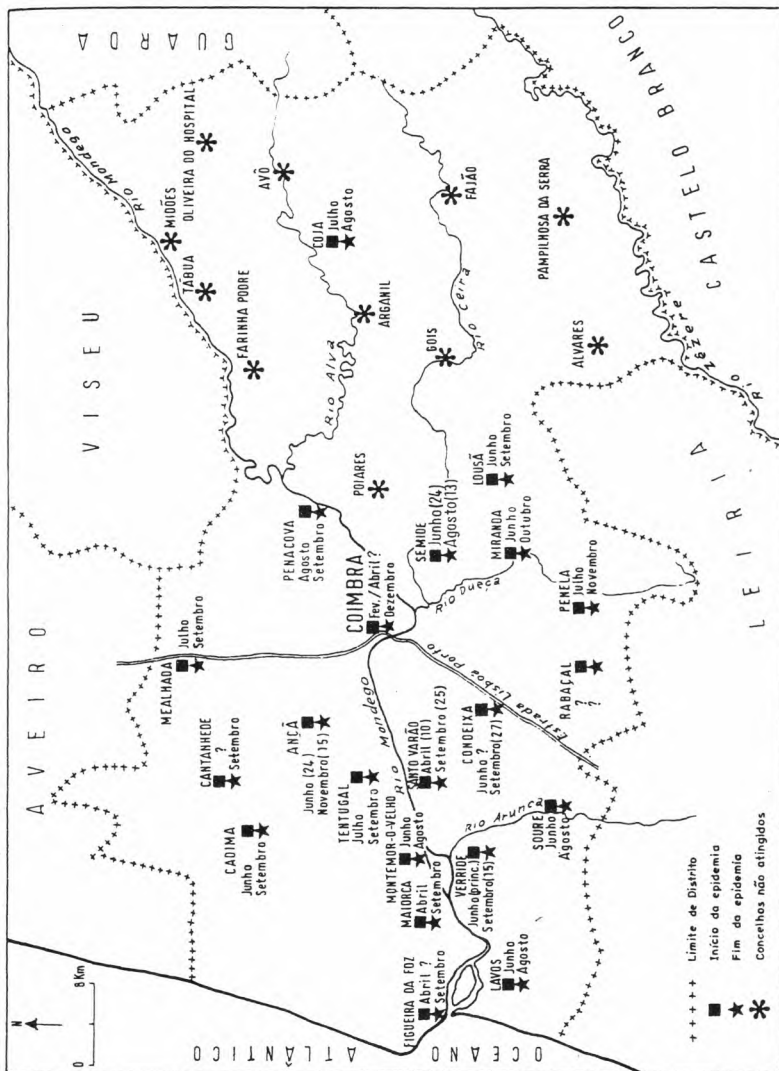 N
0 8 Km
AVEIRO
VISEU
GUARDA
CASTELO BRANCO
LEIRIA
OCEANO ATLÂNTICO
Rio Mondego
MIDÕES
OLIVEIRA DO HOSPITAL
TÁBUA
FARINHA PODRE
AVÔ
COJA
Julho
Agosto
ARGANIL
Rio Alva
FAJÃO
GOIS
Rio Ceira
PAMPILHOSA DA SERRA
ALVARES
Rio Zêzere
POIARES
PENACOVA
Agosto
Setembro
LOUSÃ
Junho
Setembro
SEMIDE
Junho (24)
Agosto (13)
MIRANDA
Junho
Outubro
COIMBRA
Fev./Abril ?
Dezembro
Rio Dueça
PENELA
Julho
Novembro
RABAÇAL
?
?
MEALHADA
Julho
Setembro
Estrada Lisboa Porto
CANTANHEDE
?
Setembro
ANÇÃ
Junho (24)
Novembro (15)
CADIMA
Junho
Setembro
TENTUGAL
Julho
Setembro
Rio Mondego
SANTO VARÃO
Abril (10)
Setembro (25)
CONDEIXA
Junho ?
Setembro (27)
MONTEMOR-O-VELHO
Junho
Agosto
MAIORCA
Abril
Setembro
VERRIDE
Junho (princ.)
Setembro (15)
Rio Arunca
SOURE
Junho
Agosto
FIGUEIRA DA FOZ
Abril ?
Setembro
LAVOS
Junho
Agosto
Limite de Distrito
Início da epidemia
Fim da epidemia
Concelhos não atingidos